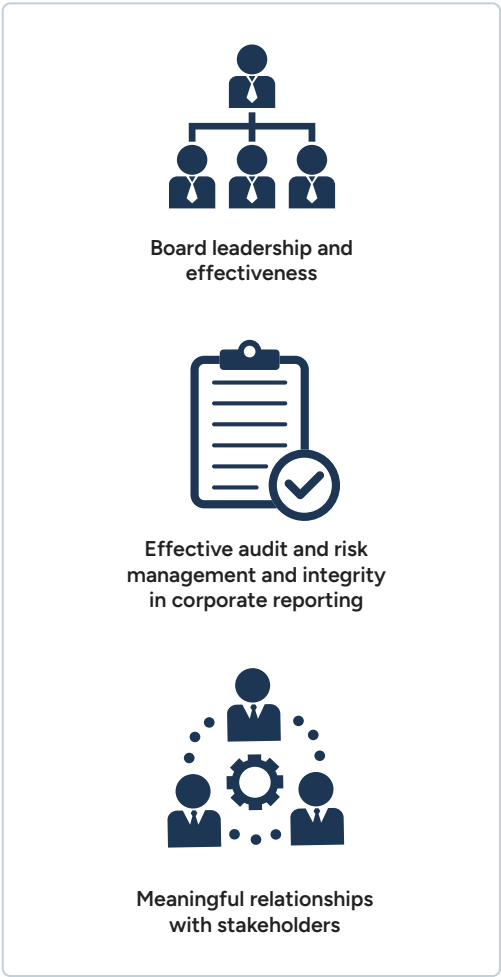 Board leadership and
effectiveness
Effective audit and risk
management and integrity
in corporate reporting
Meaningful relationships
with stakeholders